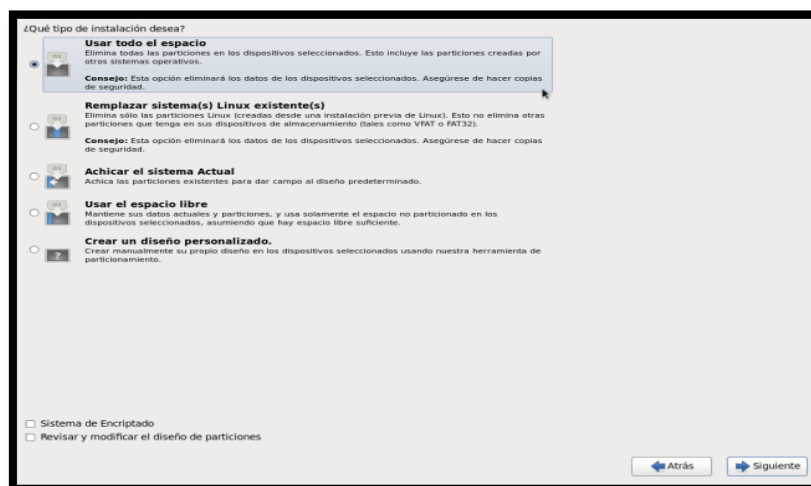 ¿Qué tipo de instalación desea?
Usar todo el espacio
Elimina todas las particiones en los dispositivos seleccionados. Esto incluye las particiones creadas por
otros sistemas operativos.
Consejo: Esta opción eliminará los datos de los dispositivos seleccionados. Asegúrese de hacer copias
de seguridad.
Remplazar sistema(s) Linux existente(s)
Elimina sólo las particiones Linux (creadas desde una instalación previa de Linux). Esto no elimina otras
particiones que tenga en sus dispositivos de almacenamiento (tales como VFAT o FAT32).
Consejo: Esta opción eliminará los datos de los dispositivos seleccionados. Asegúrese de hacer copias
de seguridad.
Achicar el sistema Actual
Achica las particiones existentes para dar campo al diseño predeterminado.
Usar el espacio libre
Mantiene sus datos actuales y particiones, y usa solamente el espacio no particionado en los
dispositivos seleccionados, asumiendo que hay espacio libre suficiente.
Crear un diseño personalizado.
Crear manualmente su propio diseño en los dispositivos seleccionados usando nuestra herramienta de
particionamiento.
Sistema de Encriptado
Revisar y modificar el diseño de particiones
Atrás
Siguiente